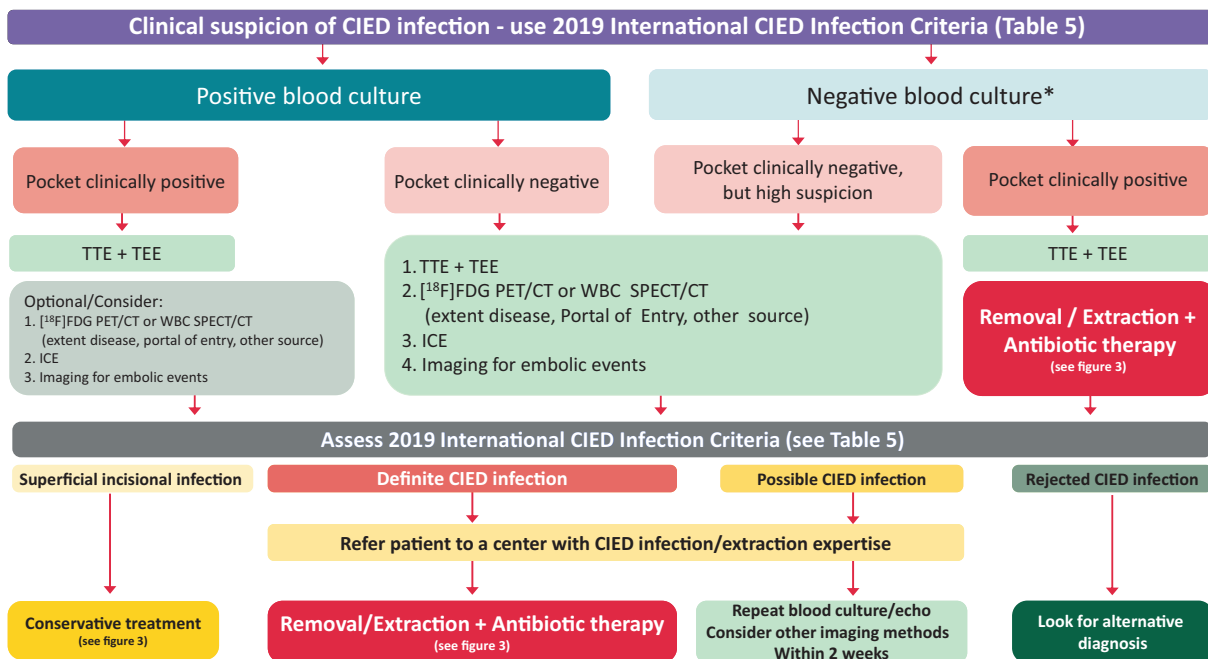 Clinical suspicion of CIED infection - use 2019 International CIED Infection Criteria (Table 5)
Positive blood culture
Negative blood culture*
Pocket clinically positive
Pocket clinically negative
Pocket clinically negative,
but high suspicion
Pocket clinically positive
TTE + TEE
Optional/Consider:
1. [¹⁸F]FDG PET/CT or WBC SPECT/CT
(extent disease, portal of entry, other source)
2. ICE
3. Imaging for embolic events
1. TTE + TEE
2. [¹⁸F]FDG PET/CT or WBC SPECT/CT
(extent disease, Portal of Entry, other source)
3. ICE
4. Imaging for embolic events
TTE + TEE
Removal / Extraction +
Antibiotic therapy
(see figure 3)
Assess 2019 International CIED Infection Criteria (see Table 5)
Superficial incisional infection
Definite CIED infection
Possible CIED infection
Rejected CIED infection
Refer patient to a center with CIED infection/extraction expertise
Conservative treatment
(see figure 3)
Removal/Extraction + Antibiotic therapy
(see figure 3)
Repeat blood culture/echo
Consider other imaging methods
Within 2 weeks
Look for alternative
diagnosis